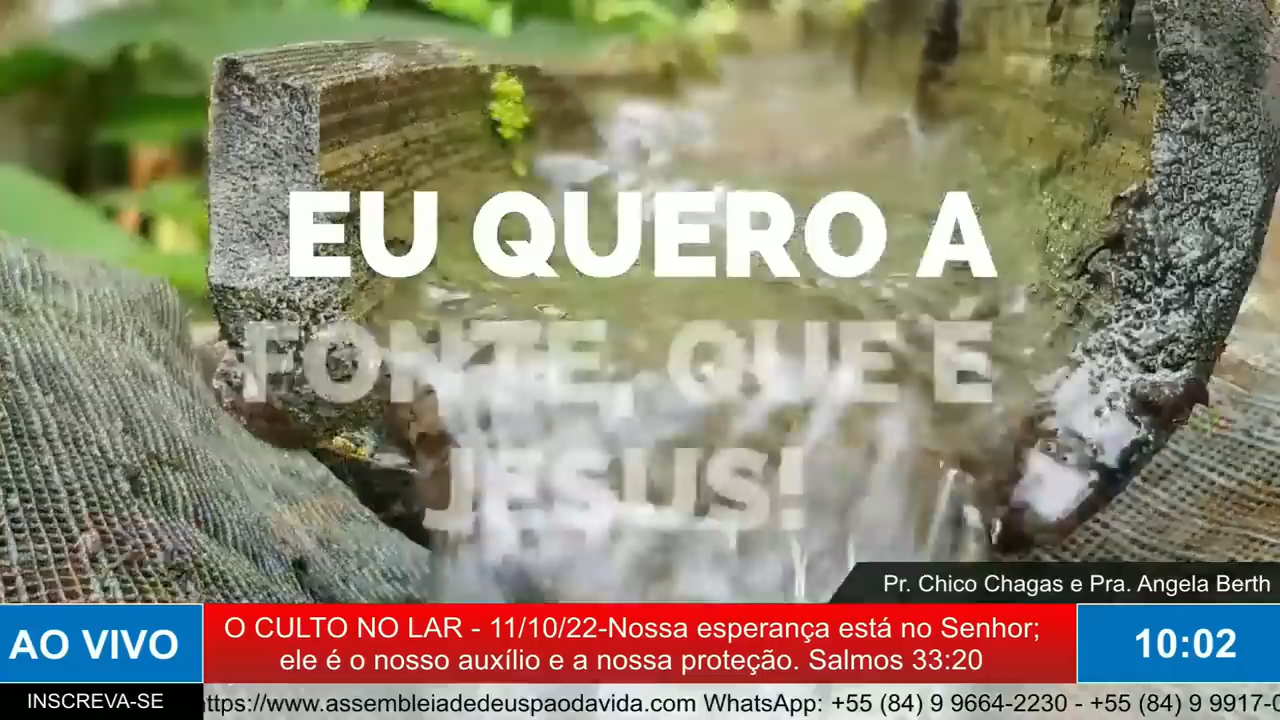 EU QUERO A
FONTE, QUE É
JESUS!
Pr. Chico Chagas e Pra. Angela Berth
AO VIVO
O CULTO NO LAR - 11/10/22-Nossa esperança está no Senhor;
ele é o nosso auxílio e a nossa proteção. Salmos 33:20
10:02
INSCREVA-SE
ttps://www.assembleiadedeuspaodavida.com WhatsApp: +55 (84) 9 9664-2230 - +55 (84) 9 9917-